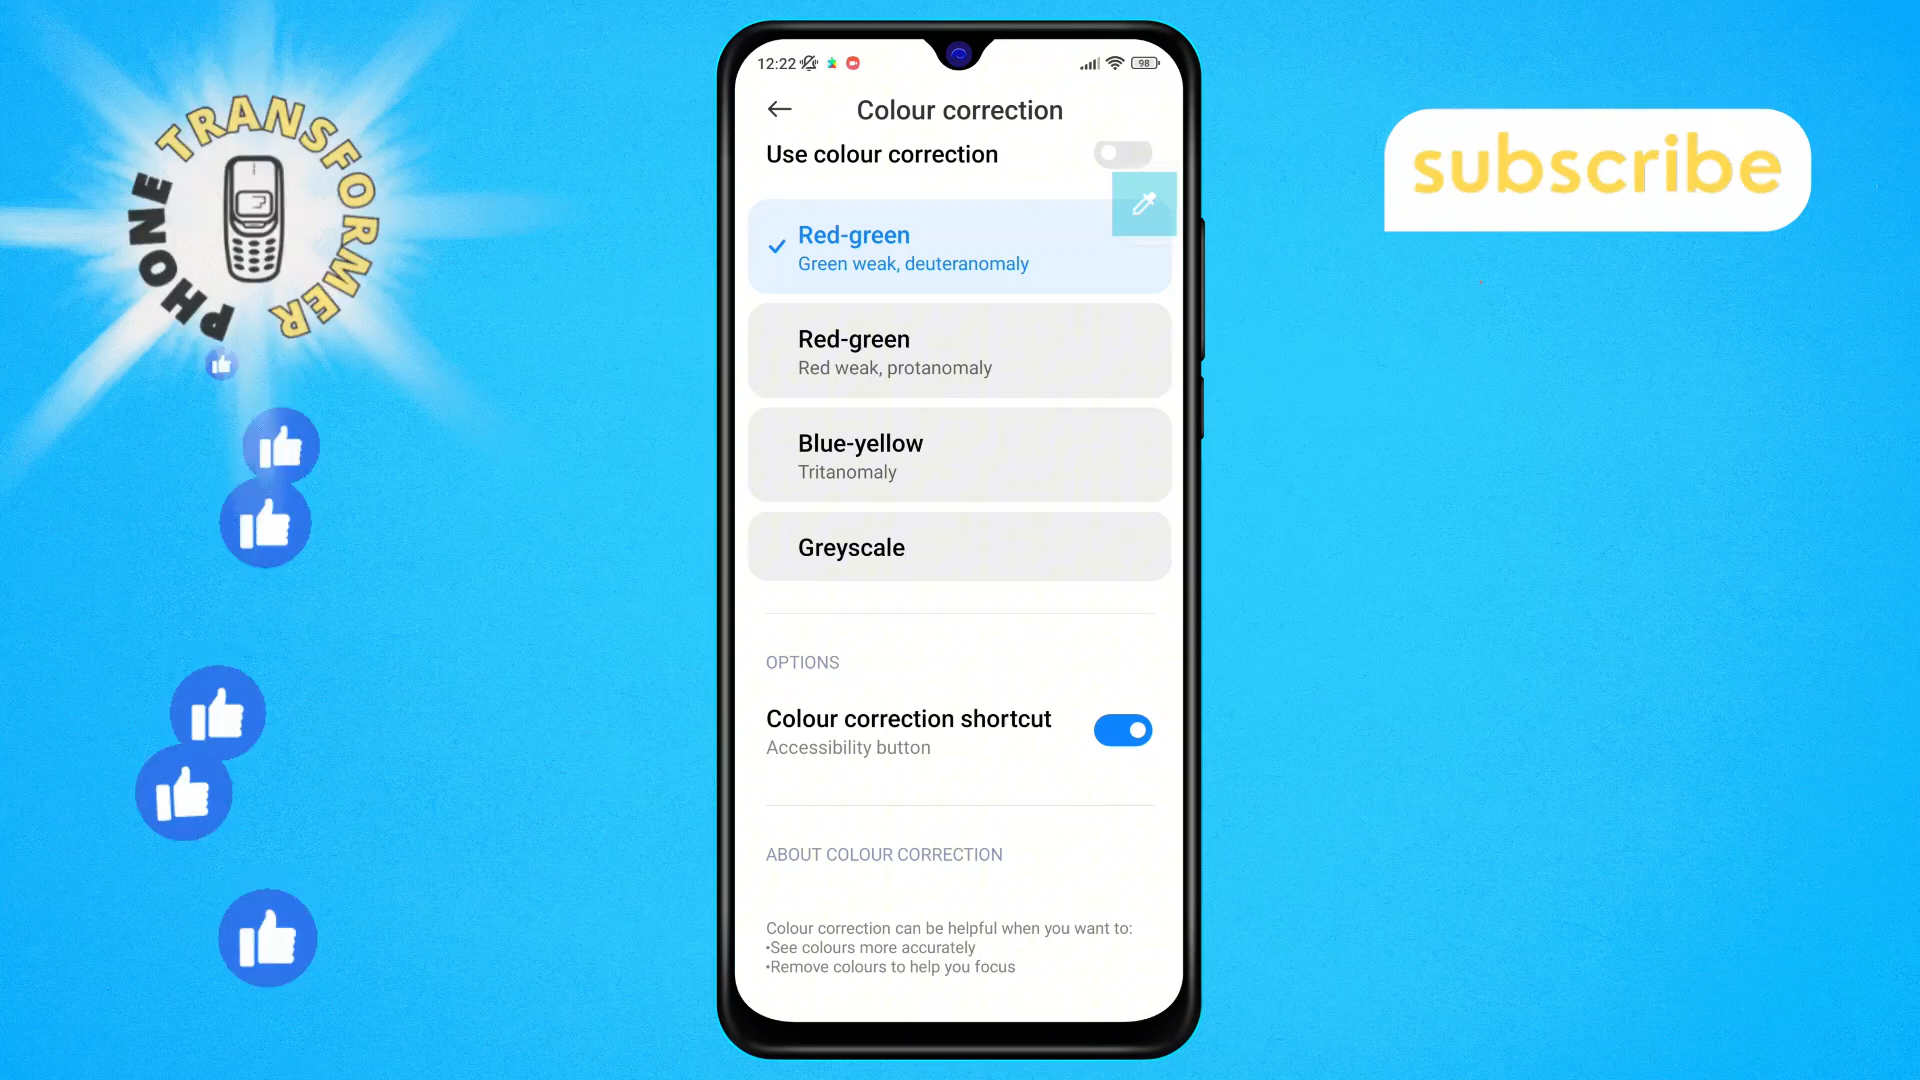 PHONE TRANSFORMER
subscribe
12:22
98
Colour correction
Use colour correction
Red-green
Green weak, deuteranomaly
Red-green
Red weak, protanomaly
Blue-yellow
Tritanomaly
Greyscale
OPTIONS
Colour correction shortcut
Accessibility button
ABOUT COLOUR CORRECTION
Colour correction can be helpful when you want to:
•See colours more accurately
•Remove colours to help you focus